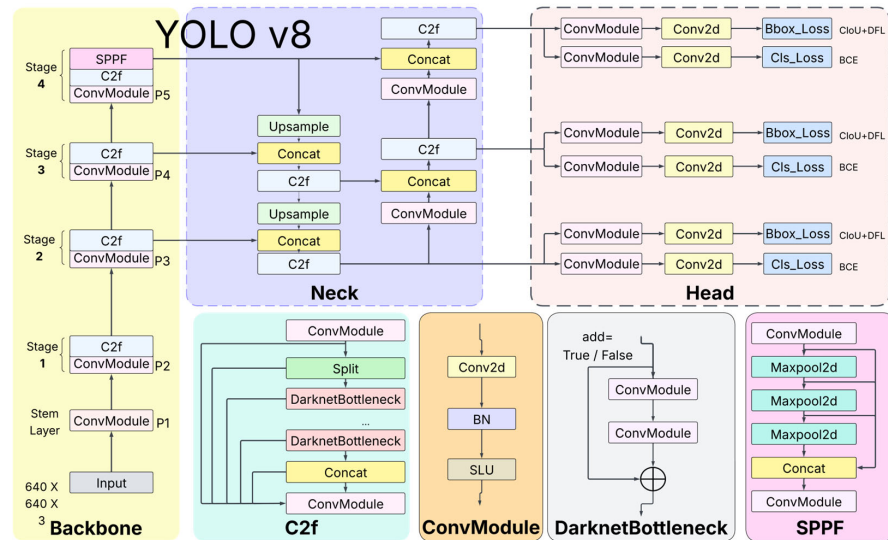 YOLO v8
Stage
4
SPPF
C2f
ConvModule
P5
Stage
3
C2f
ConvModule
P4
Stage
2
C2f
ConvModule
P3
Stage
1
C2f
ConvModule
P2
Stem
Layer
ConvModule
P1
640 X
640 X
3
Input
Backbone
Upsample
Concat
C2f
Upsample
Concat
C2f
C2f
Concat
ConvModule
C2f
Concat
ConvModule
Neck
ConvModule
Conv2d
Bbox_Loss
CIoU+DFL
ConvModule
Conv2d
Cls_Loss
BCE
ConvModule
Conv2d
Bbox_Loss
CIoU+DFL
ConvModule
Conv2d
Cls_Loss
BCE
ConvModule
Conv2d
Bbox_Loss
CIoU+DFL
ConvModule
Conv2d
Cls_Loss
BCE
Head
ConvModule
Split
DarknetBottleneck
...
DarknetBottleneck
Concat
ConvModule
C2f
Conv2d
BN
SLU
ConvModule
add=
True / False
ConvModule
ConvModule
DarknetBottleneck
ConvModule
Maxpool2d
Maxpool2d
Maxpool2d
Concat
ConvModule
SPPF